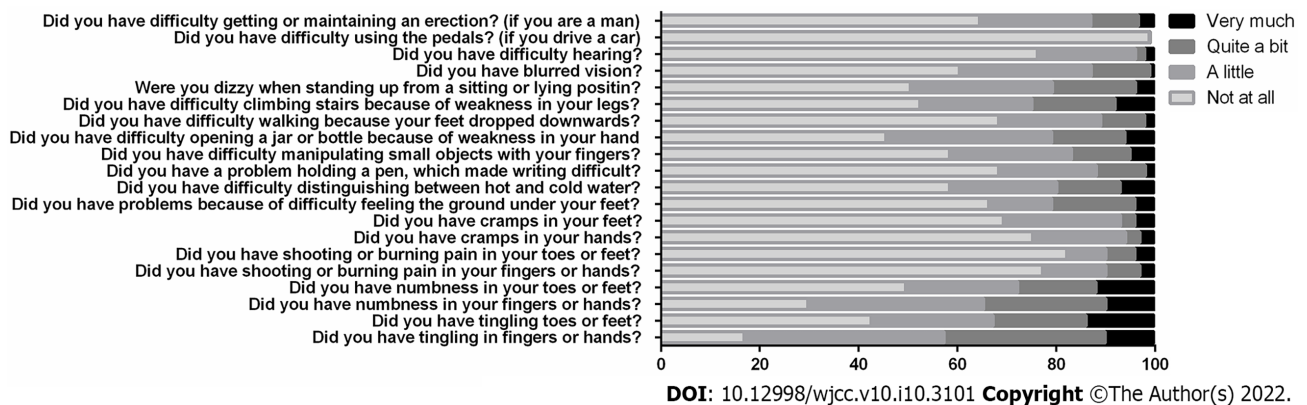 Did you have difficulty getting or maintaining an erection? (if you are a man)
Did you have difficulty using the pedals? (if you drive a car)
Did you have difficulty hearing?
Did you have blurred vision?
Were you dizzy when standing up from a sitting or lying positin?
Did you have difficulty climbing stairs because of weakness in your legs?
Did you have difficulty walking because your feet dropped downwards?
Did you have difficulty opening a jar or bottle because of weakness in your hand
Did you have difficulty manipulating small objects with your fingers?
Did you have a problem holding a pen, which made writing difficult?
Did you have difficulty distinguishing between hot and cold water?
Did you have problems because of difficulty feeling the ground under your feet?
Did you have cramps in your feet?
Did you have cramps in your hands?
Did you have shooting or burning pain in your toes or feet?
Did you have shooting or burning pain in your fingers or hands?
Did you have numbness in your toes or feet?
Did you have numbness in your fingers or hands?
Did you have tingling toes or feet?
Did you have tingling in fingers or hands?
0 20 40 60 80 100
Very much
Quite a bit
A little
Not at all
DOI: 10.12998/wjcc.v10.i10.3101 Copyright ©The Author(s) 2022.